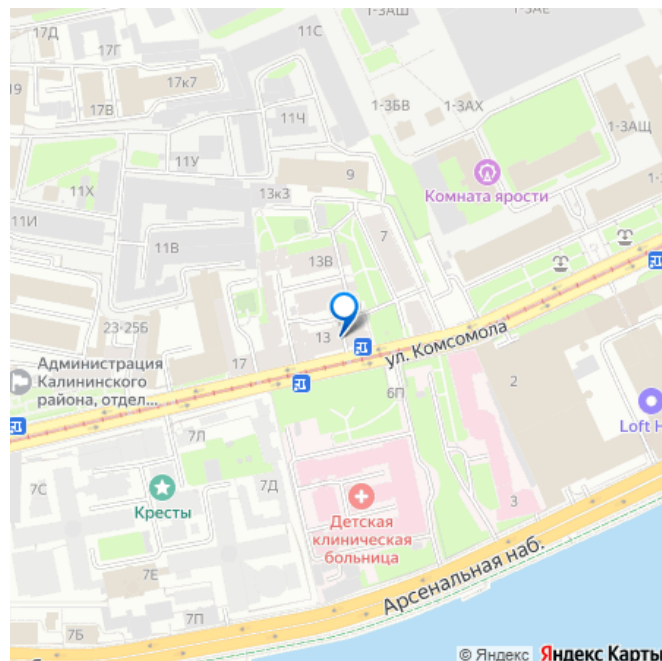 17Д
11С
1-3АШ
1-3АЕ
17Г
17к7
19
17В
11Ч
1-3БВ
1-3АХ
1-3АЩ
11У
9
Комната ярости
11Х
13к3
11И
11В
7
13В
23-25Б
13
ул. Комсомола
Администрация
Калининского
района, отдел...
17
2
6П
Loft H
7Л
7С
Кресты
7Д
Детская
клиническая
больница
3
7Е
Арсенальная наб.
7Б
7П
б.
© Яндекс Яндекс Карты